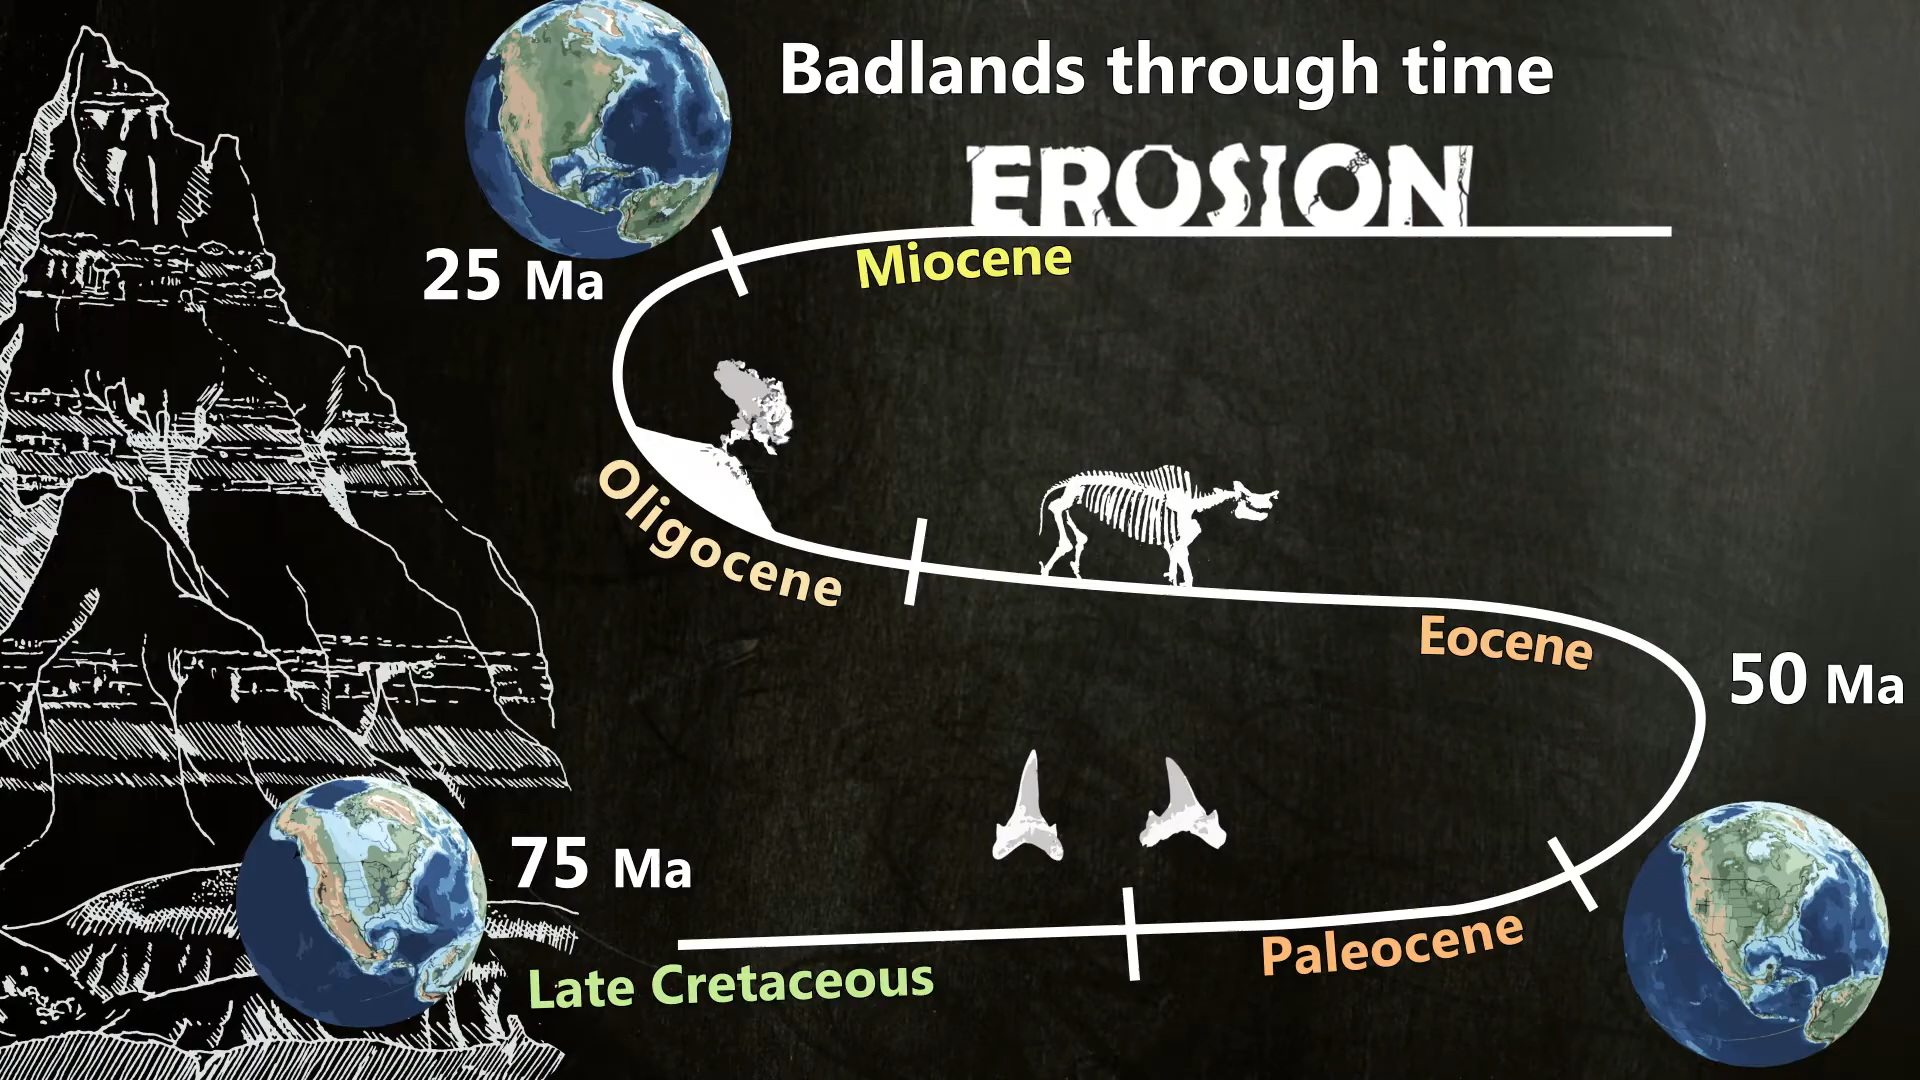 Badlands through time
EROSION
Miocene
25 Ma
Oligocene
Eocene
50 Ma
75 Ma
Paleocene
Late Cretaceous